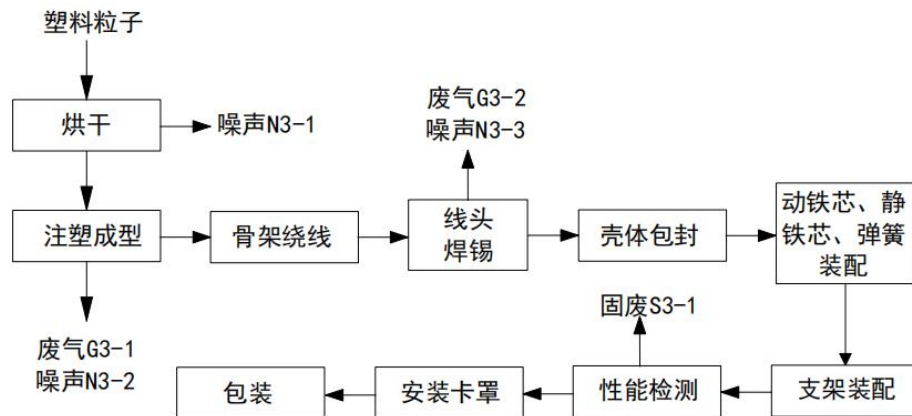 塑料粒子
烘干
噪声N3-1
注塑成型
废气G3-1
噪声N3-2
骨架绕线
废气G3-2
噪声N3-3
线头
焊锡
壳体包封
动铁芯、静
铁芯、弹簧
装配
支架装配
固废S3-1
性能检测
安装卡罩
包装